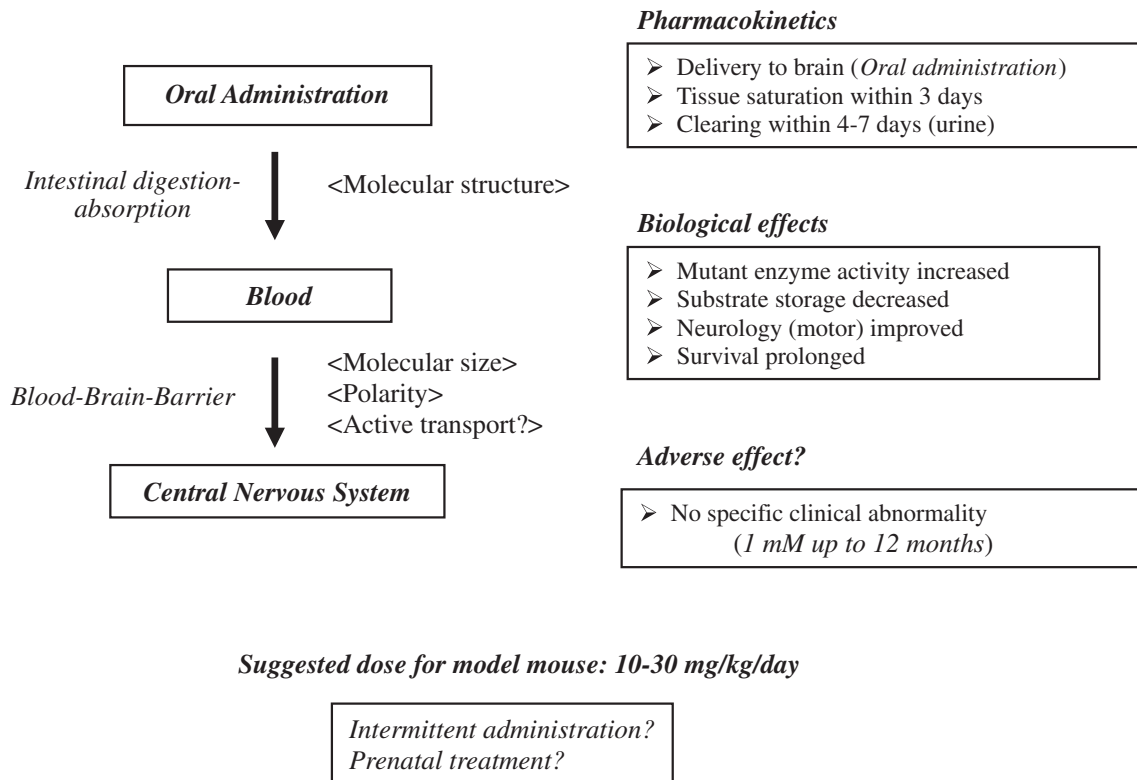 Oral Administration
Intestinal digestion-
absorption
<Molecular structure>
Blood
Blood-Brain-Barrier
<Molecular size>
<Polarity>
<Active transport?>
Central Nervous System
Pharmacokinetics
➢ Delivery to brain (Oral administration)
➢ Tissue saturation within 3 days
➢ Clearing within 4-7 days (urine)
Biological effects
➢ Mutant enzyme activity increased
➢ Substrate storage decreased
➢ Neurology (motor) improved
➢ Survival prolonged
Adverse effect?
➢ No specific clinical abnormality
(1 mM up to 12 months)
Suggested dose for model mouse: 10-30 mg/kg/day
Intermittent administration?
Prenatal treatment?